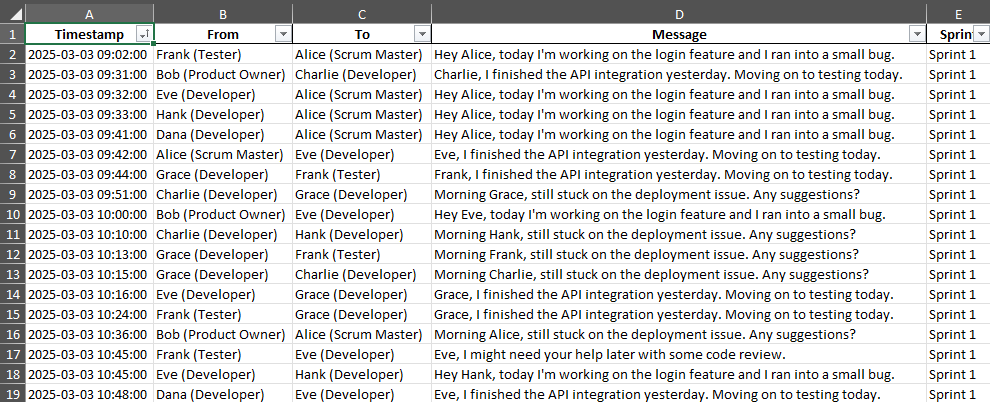 A B C D E
1 Timestamp From To Message Sprint
2 2025-03-03 09:02:00 Frank (Tester) Alice (Scrum Master) Hey Alice, today I'm working on the login feature and I ran into a small bug. Sprint 1
3 2025-03-03 09:31:00 Bob (Product Owner) Charlie (Developer) Charlie, I finished the API integration yesterday. Moving on to testing today. Sprint 1
4 2025-03-03 09:32:00 Eve (Developer) Alice (Scrum Master) Hey Alice, today I'm working on the login feature and I ran into a small bug. Sprint 1
5 2025-03-03 09:33:00 Hank (Developer) Alice (Scrum Master) Hey Alice, today I'm working on the login feature and I ran into a small bug. Sprint 1
6 2025-03-03 09:41:00 Dana (Developer) Alice (Scrum Master) Hey Alice, today I'm working on the login feature and I ran into a small bug. Sprint 1
7 2025-03-03 09:42:00 Alice (Scrum Master) Eve (Developer) Eve, I finished the API integration yesterday. Moving on to testing today. Sprint 1
8 2025-03-03 09:44:00 Grace (Developer) Frank (Tester) Frank, I finished the API integration yesterday. Moving on to testing today. Sprint 1
9 2025-03-03 09:51:00 Charlie (Developer) Grace (Developer) Morning Grace, still stuck on the deployment issue. Any suggestions? Sprint 1
10 2025-03-03 10:00:00 Bob (Product Owner) Eve (Developer) Hey Eve, today I'm working on the login feature and I ran into a small bug. Sprint 1
11 2025-03-03 10:10:00 Charlie (Developer) Hank (Developer) Morning Hank, still stuck on the deployment issue. Any suggestions? Sprint 1
12 2025-03-03 10:13:00 Grace (Developer) Frank (Tester) Morning Frank, still stuck on the deployment issue. Any suggestions? Sprint 1
13 2025-03-03 10:15:00 Grace (Developer) Charlie (Developer) Morning Charlie, still stuck on the deployment issue. Any suggestions? Sprint 1
14 2025-03-03 10:16:00 Eve (Developer) Grace (Developer) Grace, I finished the API integration yesterday. Moving on to testing today. Sprint 1
15 2025-03-03 10:24:00 Frank (Tester) Grace (Developer) Grace, I finished the API integration yesterday. Moving on to testing today. Sprint 1
16 2025-03-03 10:36:00 Bob (Product Owner) Alice (Scrum Master) Morning Alice, still stuck on the deployment issue. Any suggestions? Sprint 1
17 2025-03-03 10:45:00 Frank (Tester) Eve (Developer) Eve, I might need your help later with some code review. Sprint 1
18 2025-03-03 10:45:00 Eve (Developer) Hank (Developer) Hey Hank, today I'm working on the login feature and I ran into a small bug. Sprint 1
19 2025-03-03 10:48:00 Dana (Developer) Eve (Developer) Eve, I finished the API integration yesterday. Moving on to testing today. Sprint 1